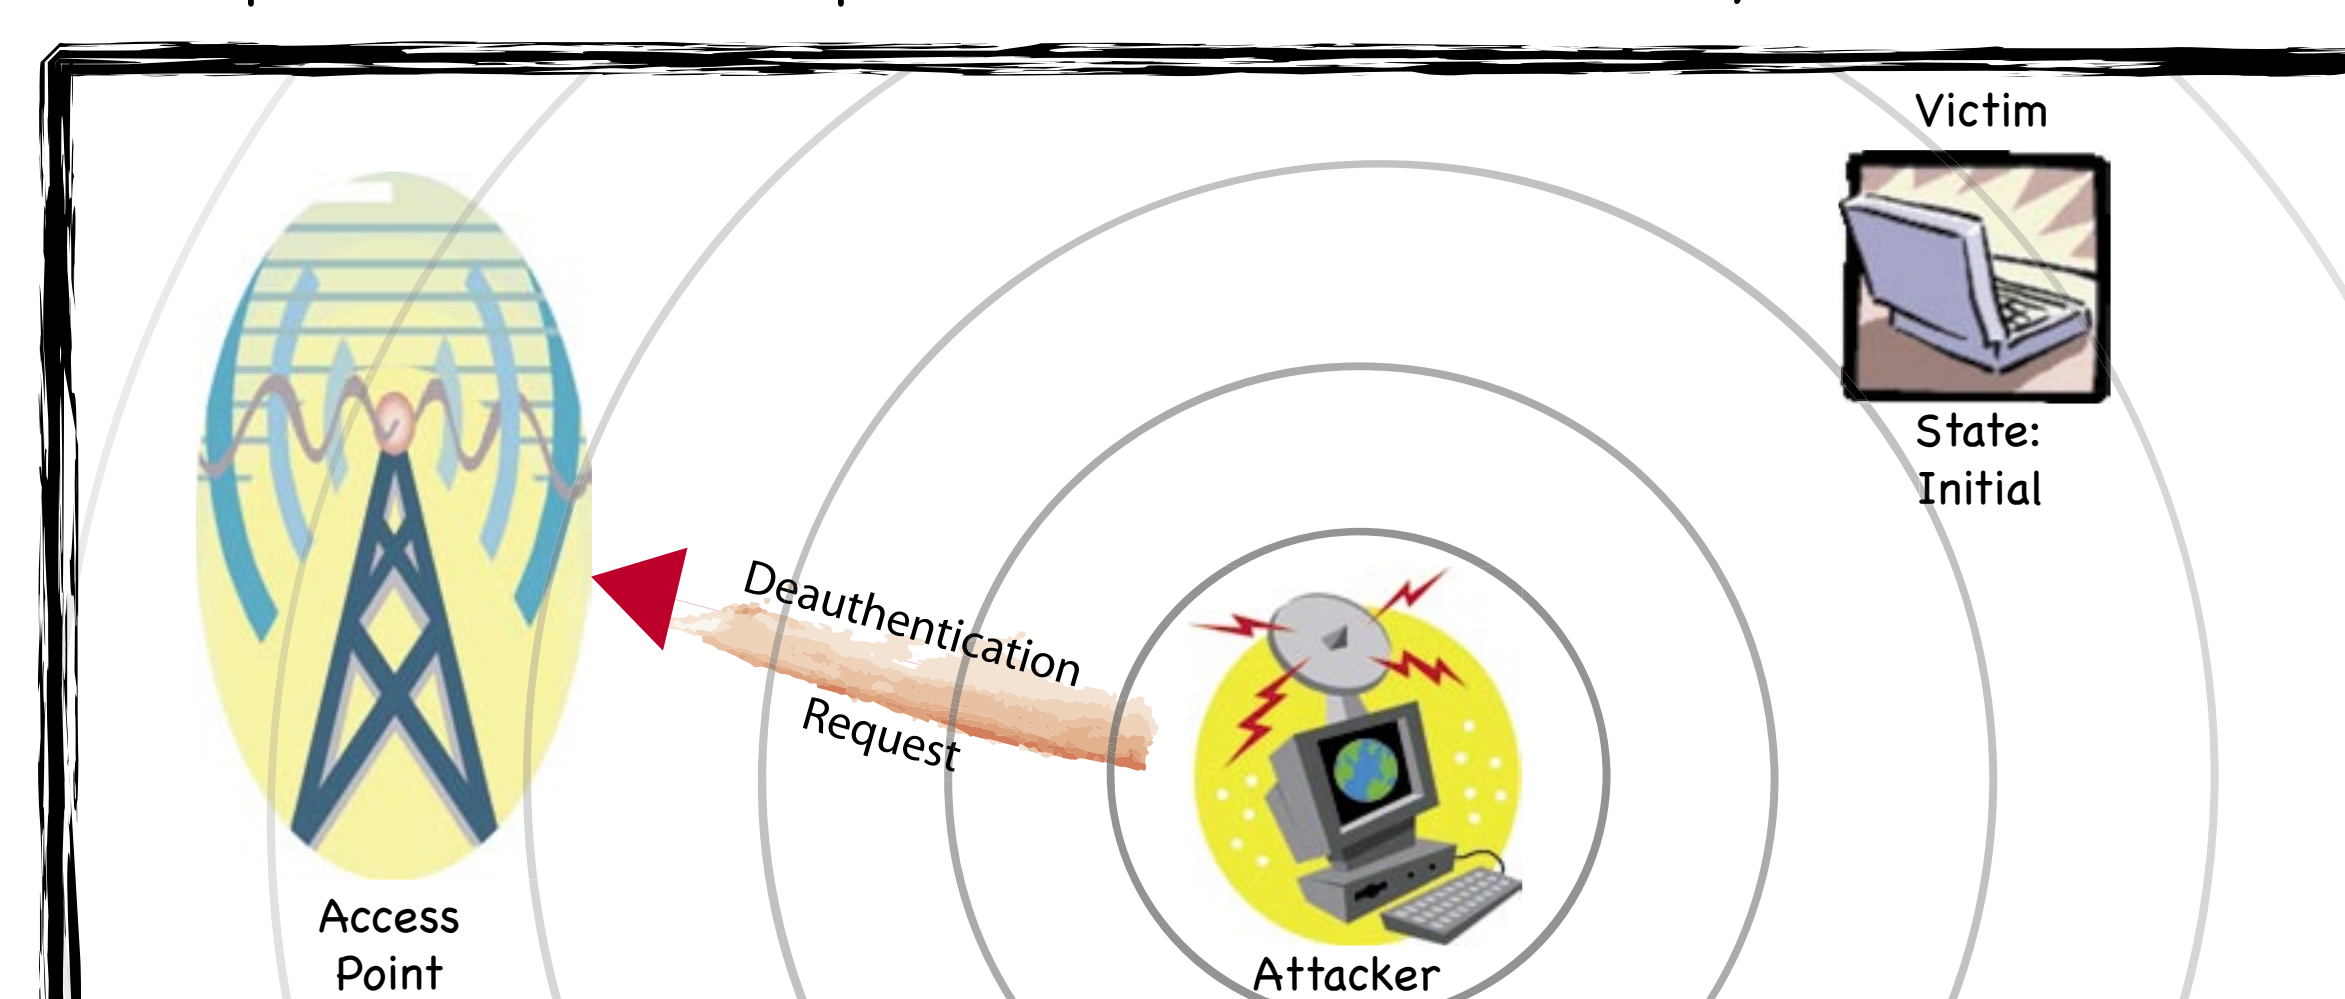 Victim
State:
Initial
Deauthentication
Request
Access
Point
Attacker